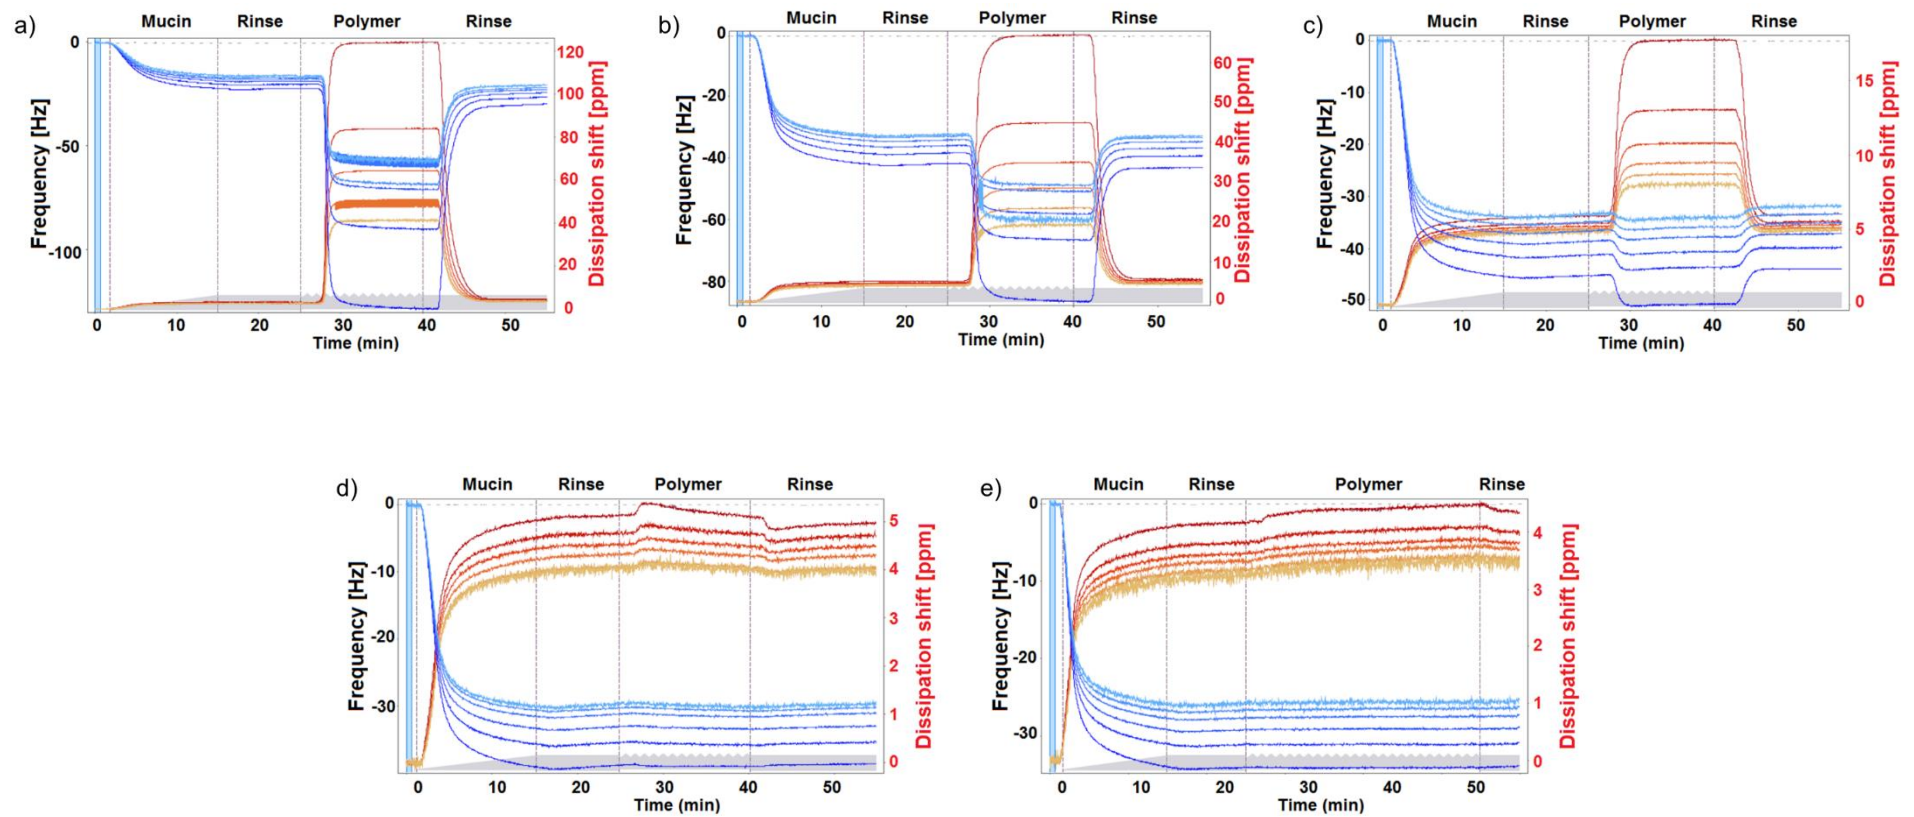 a)
Mucin Rinse Polymer Rinse
Frequency [Hz]
0
-50
-100
Dissipation shift [ppm]
120
100
80
60
40
20
0
0 10 20 30 40 50
Time (min)
b)
Mucin Rinse Polymer Rinse
Frequency [Hz]
0
-20
-40
-60
-80
Dissipation shift [ppm]
60
50
40
30
20
10
0
0 10 20 30 40 50
Time (min)
c)
Mucin Rinse Polymer Rinse
Frequency [Hz]
0
-10
-20
-30
-40
-50
Dissipation shift [ppm]
15
10
5
0
0 10 20 30 40 50
Time (min)
d)
Mucin Rinse Polymer Rinse
Frequency [Hz]
0
-10
-20
-30
Dissipation shift [ppm]
5
4
3
2
1
0
0 10 20 30 40 50
Time (min)
e)
Mucin Rinse Polymer Rinse
Frequency [Hz]
0
-10
-20
-30
Dissipation shift [ppm]
4
3
2
1
0
0 10 20 30 40 50
Time (min)